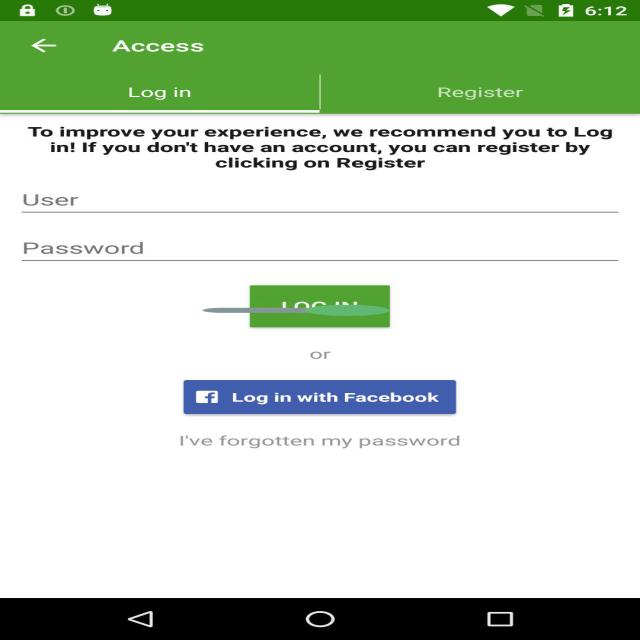 6:12
Access
Log in
Register
To improve your experience, we recommend you to Log
in! If you don't have an account, you can register by
clicking on Register
User
Password
LOG IN
or
Log in with Facebook
I've forgotten my password